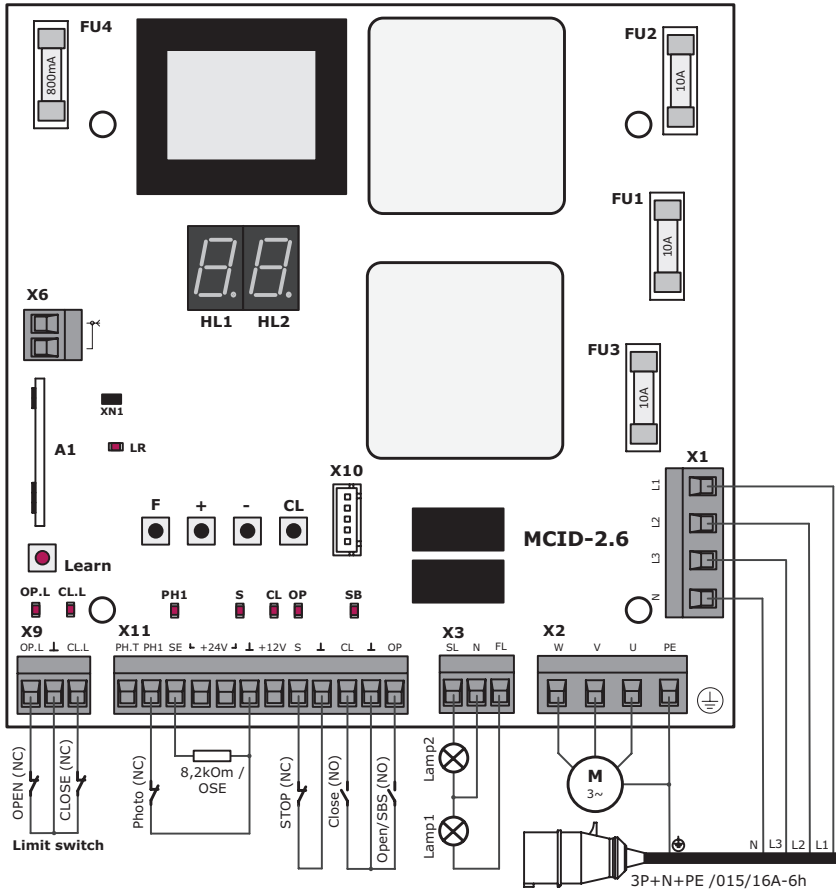 FU4
800mA
FU2
10A
FU1
10A
HL1 HL2
X6
FU3
10A
XN1
A1
LR
X10
X1
L1
L2
L3
N
F + - CL
MCID-2.6
Learn
OP.L CL.L PH1 S CL OP SB
X9 X11 X3 X2
OP.L ⊥ CL.L
PH.T PH1 SE +24V ⊥ +12V S ⊥ CL ⊥ OP
SL N FL
W V U PE
OPEN (NC)
CLOSE (NC)
Limit switch
Photo (NC)
8,2kOm /
OSE
STOP (NC)
Close (NO)
Open/SBS (NO)
Lamp2
Lamp1
M
3~
N L3 L2 L1
3P+N+PE /015/16A-6h